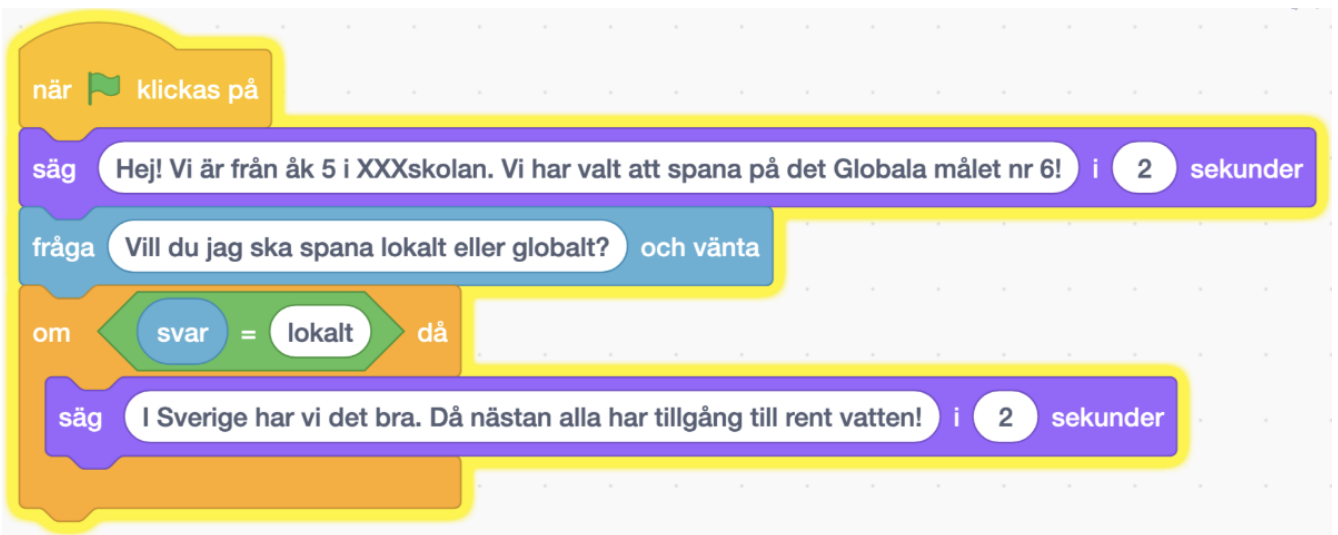 när klickas på
säg Hej! Vi är från åk 5 i XXXskolan. Vi har valt att spana på det Globala målet nr 6! i 2 sekunder
fråga Vill du jag ska spana lokalt eller globalt? och vänta
om svar = lokalt då
säg I Sverige har vi det bra. Då nästan alla har tillgång till rent vatten! i 2 sekunder